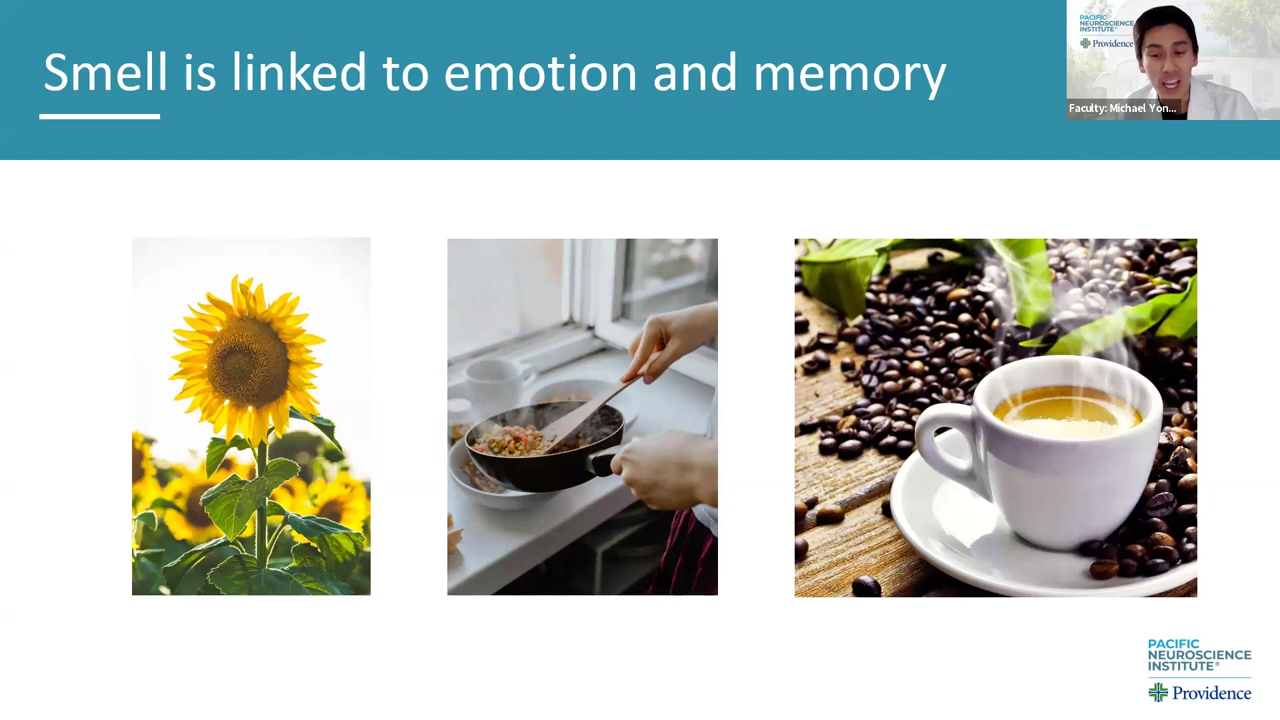 Smell is linked to emotion and memory
PACIFIC
NEUROSCIENCE
INSTITUTE®
Providence
Faculty: Michael Yon...
PACIFIC
NEUROSCIENCE
INSTITUTE®
Providence